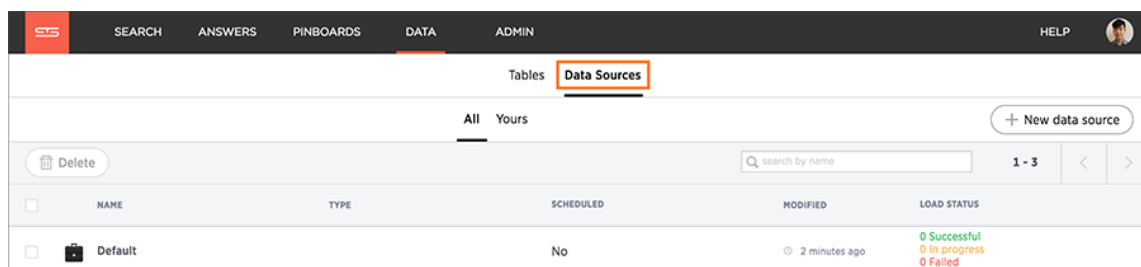 STS SEARCH ANSWERS PINBOARDS DATA ADMIN HELP
Tables Data Sources
All Yours + New data source
Delete search by name 1 - 3 < >
NAME TYPE SCHEDULED MODIFIED LOAD STATUS
Default No 2 minutes ago 0 Successful
0 In progress
0 Failed